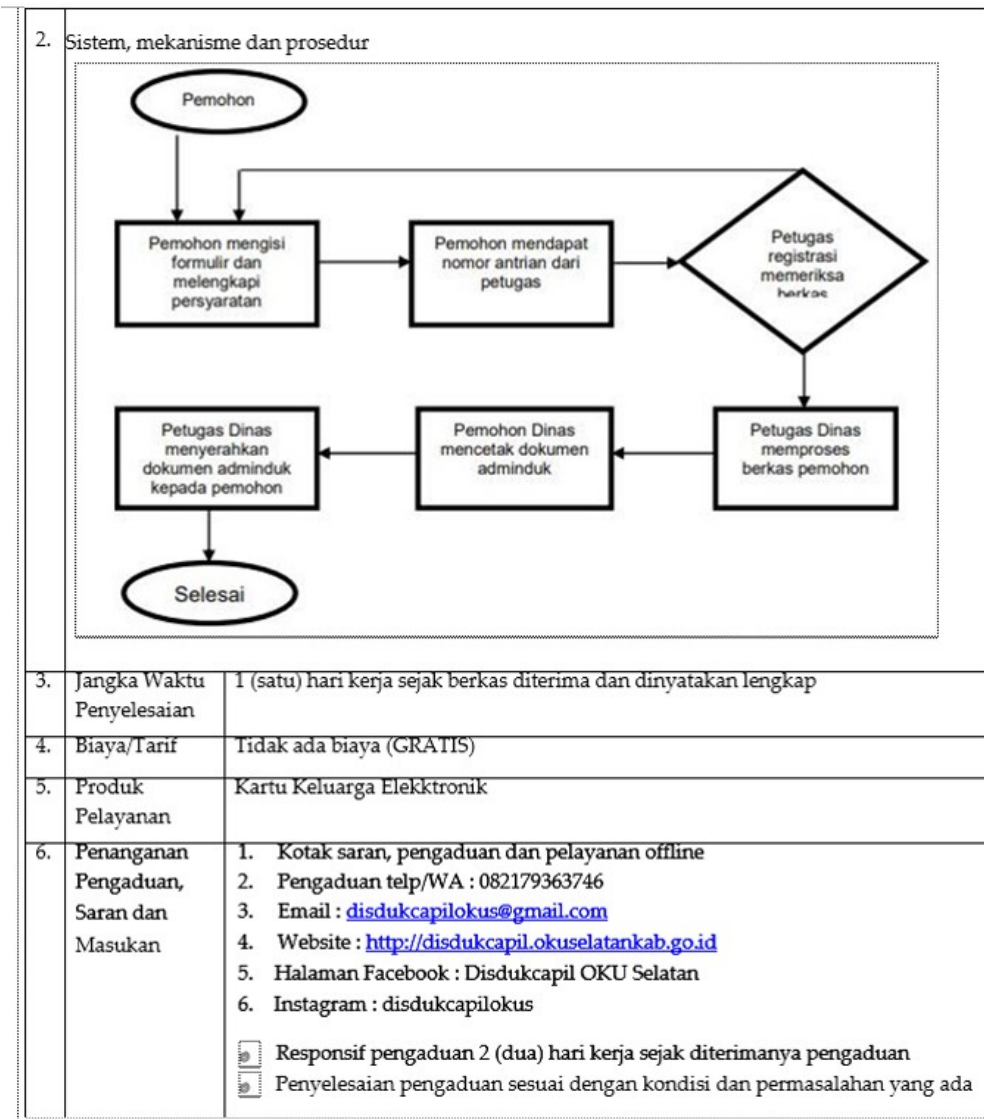 2. Sistem, mekanisme dan prosedur
Pemohon
Pemohon mengisi
formulir dan
melengkapi
persyaratan
Pemohon mendapat
nomor antrian dari
petugas
Petugas
registrasi
memeriksa
berkas
Petugas Dinas
memproses
berkas pemohon
Pemohon Dinas
mencetak dokumen
adminduk
Petugas Dinas
menyerahkan
dokumen adminduk
kepada pemohon
Selesai
3. Jangka Waktu
Penyelesaian
1 (satu) hari kerja sejak berkas diterima dan dinyatakan lengkap
4. Biaya/Tarif
Tidak ada biaya (GRATIS)
5. Produk
Pelayanan
Kartu Keluarga Elekktronik
6. Penanganan
Pengaduan,
Saran dan
Masukan
1. Kotak saran, pengaduan dan pelayanan offline
2. Pengaduan telp/WA : 082179363746
3. Email : disdukcapilokus@gmail.com
4. Website : http://disdukcapil.okuselatankab.go.id
5. Halaman Facebook : Disdukcapil OKU Selatan
6. Instagram : disdukcapilokus
Responsif pengaduan 2 (dua) hari kerja sejak diterimanya pengaduan
Penyelesaian pengaduan sesuai dengan kondisi dan permasalahan yang ada